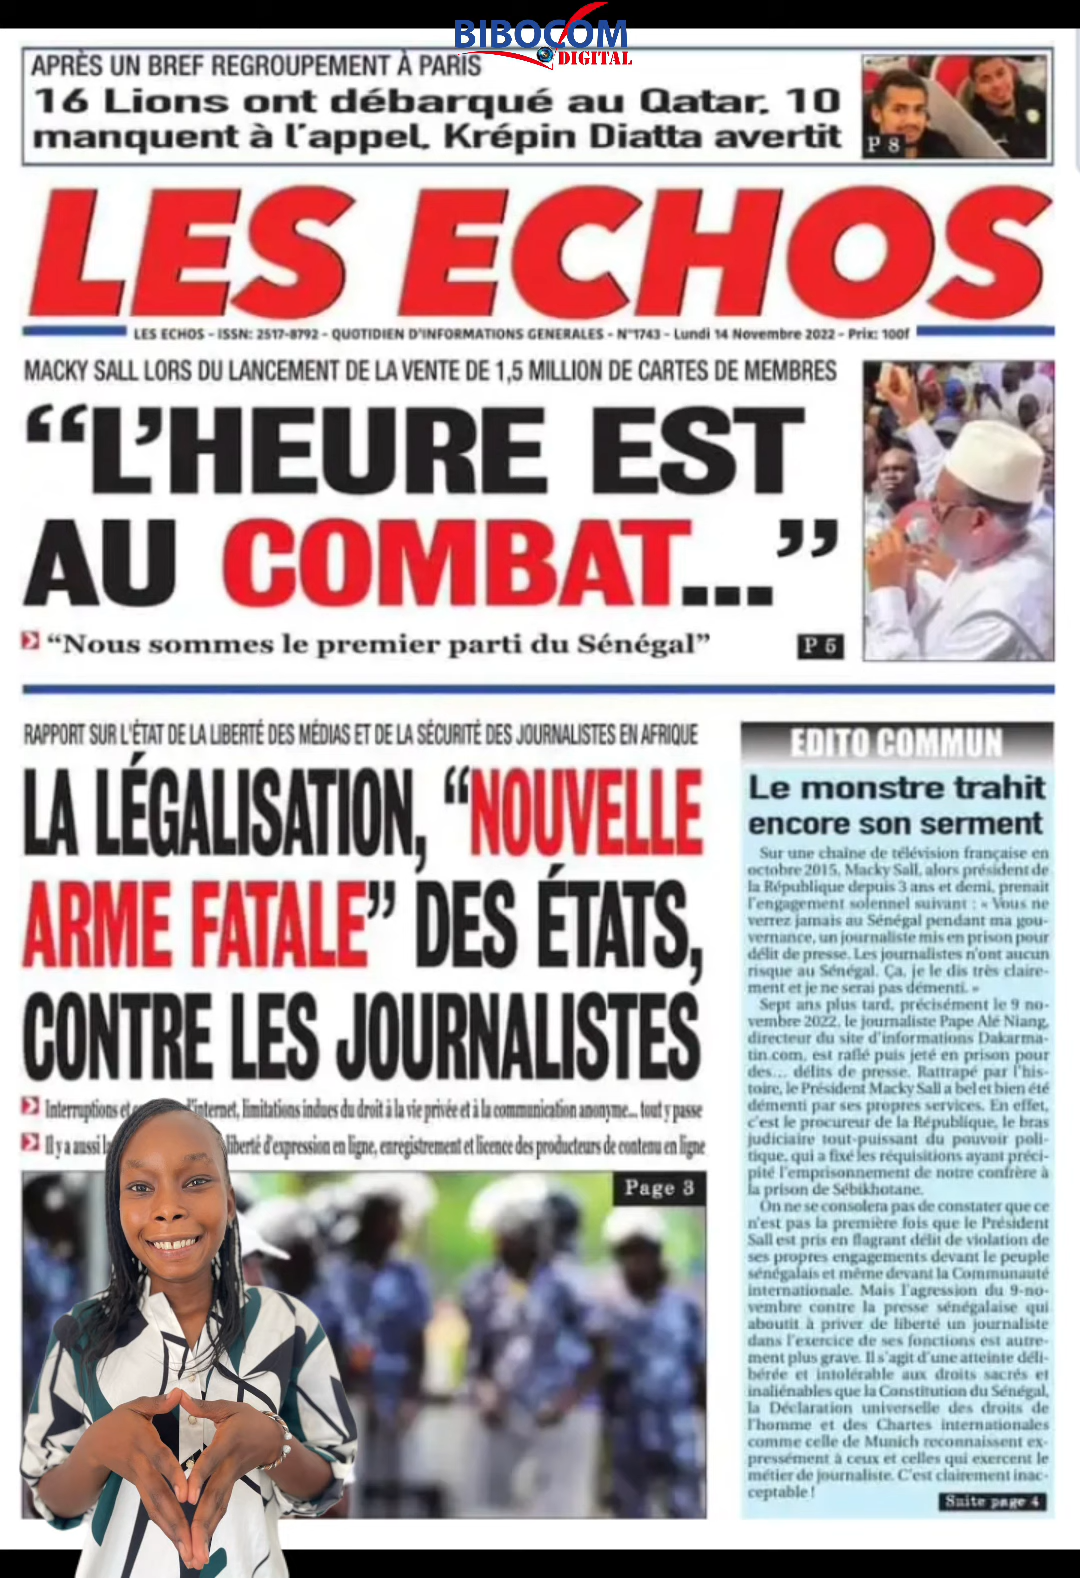 BIBOCOM
DIGITAL
APRÈS UN BREF REGROUPEMENT À PARIS
16 Lions ont débarqué au Qatar, 10
manquent à l'appel, Krépin Diatta avertit
P 8
LES ECHOS
LES ECHOS - ISSN: 2517-8792 - QUOTIDIEN D'INFORMATIONS GENERALES - N°1743 - Lundi 14 Novembre 2022 - Prix: 100f
MACKY SALL LORS DU LANCEMENT DE LA VENTE DE 1,5 MILLION DE CARTES DE MEMBRES
“L’HEURE EST
AU COMBAT...”
“Nous sommes le premier parti du Sénégal”
P 5
RAPPORT SUR L'ÉTAT DE LA LIBERTÉ DES MÉDIAS ET DE LA SÉCURITÉ DES JOURNALISTES EN AFRIQUE
LA LÉGALISATION, “NOUVELLE
ARME FATALE” DES ÉTATS,
CONTRE LES JOURNALISTES
Interruptions et d'internet, limitations indues du droit à la vie privée et à la communication anonyme... tout y passe
Il y a aussi la liberté d'expression en ligne, enregistrement et licence des producteurs de contenu en ligne
Page 3
EDITO COMMUN
Le monstre trahit
encore son serment
Sur une chaîne de télévision française en
octobre 2015, Macky Sall, alors président de
la République depuis 3 ans et demi, prenait
l'engagement solennel suivant : « Vous ne
verrez jamais au Sénégal pendant ma gou-
vernance, un journaliste mis en prison pour
délit de presse. Les journalistes n'ont aucun
risque au Sénégal. Ça, je le dis très claire-
ment et je ne serai pas démenti. »
Sept ans plus tard, précisément le 9 no-
vembre 2022, le journaliste Pape Alé Niang,
directeur du site d'informations Dakarma-
tin.com, est raflé puis jeté en prison pour
des... délits de presse. Rattrapé par l'his-
toire, le Président Macky Sall a bel et bien été
démenti par ses propres services. En effet,
c'est le procureur de la République, le bras
judiciaire tout-puissant du pouvoir poli-
tique, qui a fixé les réquisitions ayant préci-
pité l'emprisonnement de notre confrère à
la prison de Sébikhotane.
On ne se consolera pas de constater que ce
n'est pas la première fois que le Président
Sall est pris en flagrant délit de violation de
ses propres engagements devant le peuple
sénégalais et même devant la Communauté
internationale. Mais l'agression du 9-no-
vembre contre la presse sénégalaise qui
aboutit à priver de liberté un journaliste
dans l'exercice de ses fonctions est autre-
ment plus grave. Il s'agit d'une atteinte déli-
bérée et intolérable aux droits sacrés et
inaliénables que la Constitution du Sénégal,
la Déclaration universelle des droits de
l'homme et des Chartes internationales
comme celle de Munich reconnaissent ex-
pressément à ceux et celles qui exercent le
métier de journaliste. C'est clairement inac-
ceptable !
Suite page 4